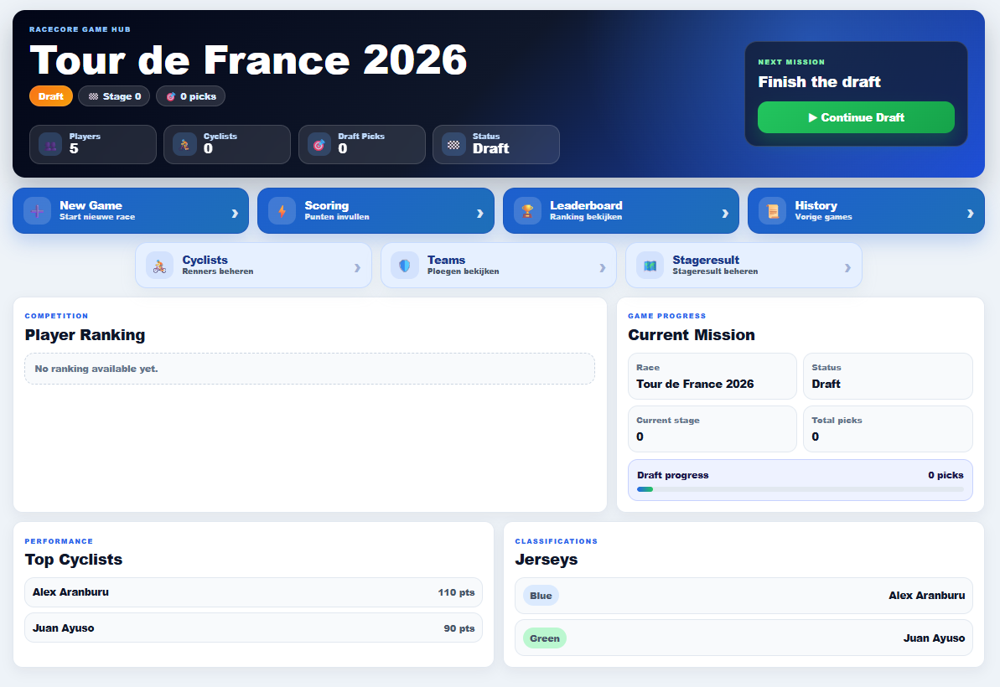 RACECORE GAME HUB
Tour de France 2026
Draft
Stage 0
0 picks
Players
5
Cyclists
0
Draft Picks
0
Status
Draft
NEXT MISSION
Finish the draft
▶ Continue Draft
New Game
Start nieuwe race
›
Scoring
Punten invullen
›
Leaderboard
Ranking bekijken
›
History
Vorige games
›
Cyclists
Renners beheren
›
Teams
Ploegen bekijken
›
Stageresult
Stageresult beheren
›
COMPETITION
Player Ranking
No ranking available yet.
GAME PROGRESS
Current Mission
Race
Tour de France 2026
Status
Draft
Current stage
0
Total picks
0
Draft progress 0 picks
PERFORMANCE
Top Cyclists
Alex Aranburu 110 pts
Juan Ayuso 90 pts
CLASSIFICATIONS
Jerseys
Blue Alex Aranburu
Green Juan Ayuso